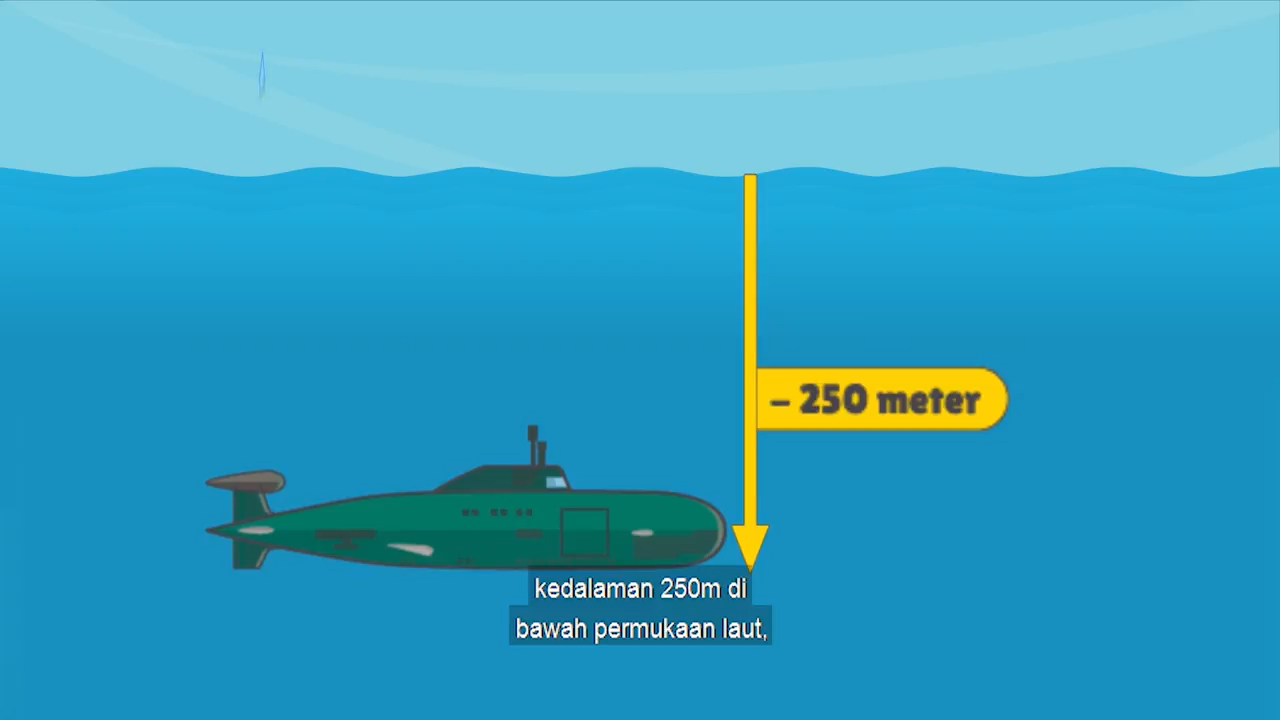 – 250 meter
kedalaman 250m di
bawah permukaan laut,